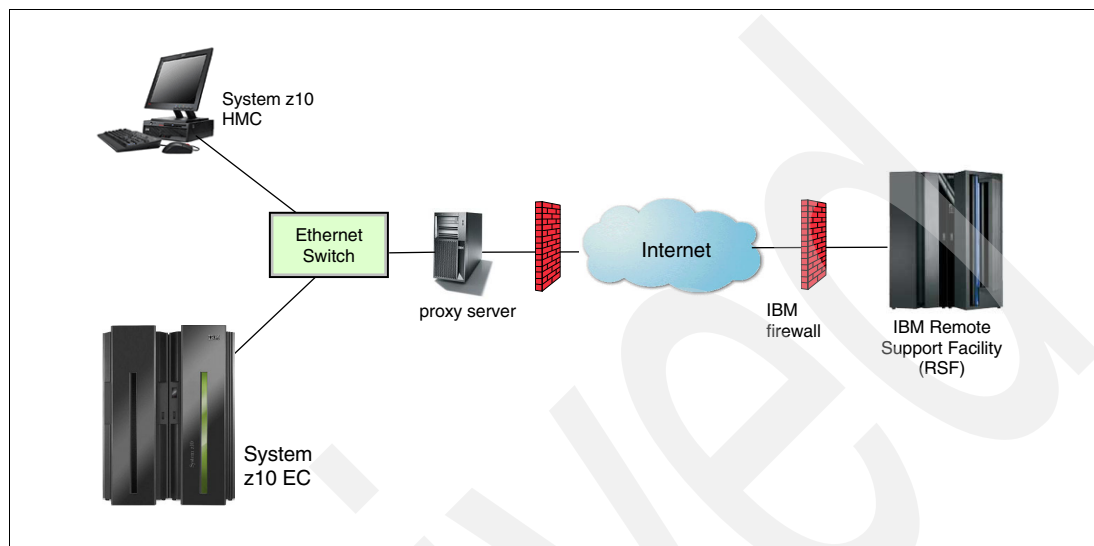 System z10
HMC
Ethernet
Switch
proxy server
Internet
IBM
firewall
IBM Remote
Support Facility
(RSF)
System
z10 EC